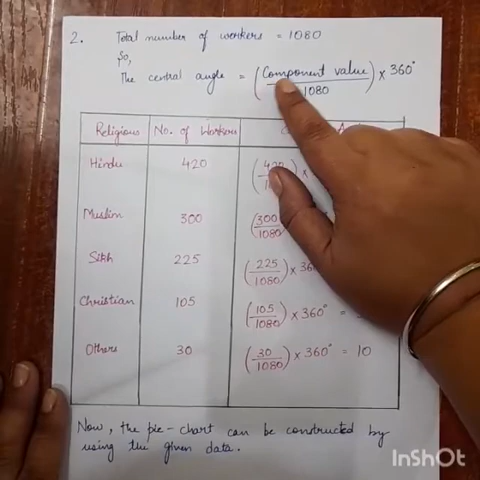 2. Total number of workers = 1080
So,
The central angle = (Component value / 1080) × 360°
Religious No. of Workers
Hindu 420 (420
Muslim 300 (300/1080)
Sikh 225 (225/1080) × 360
Christian 105 (105/1080) × 360° =
Others 30 (30/1080) × 360° = 10
Now, the pie-chart can be constructed by
using the given data.
InShOt